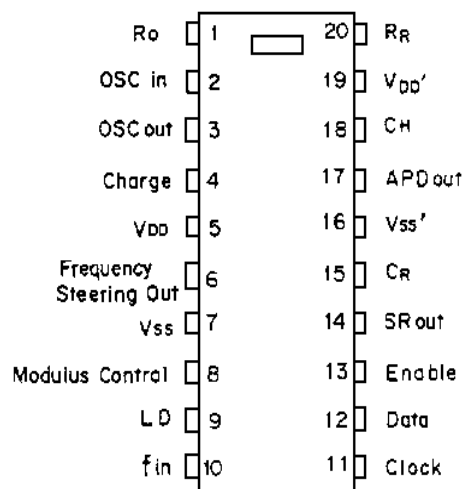 Ro 1 20 RR
OSC in 2 19 VDD'
OSC out 3 18 CH
Charge 4 17 APD out
VDD 5 16 VSS'
Frequency
Steering Out 6 15 CR
VSS 7 14 SR out
Modulus Control 8 13 Enable
LD 9 12 Data
fin 10 11 Clock